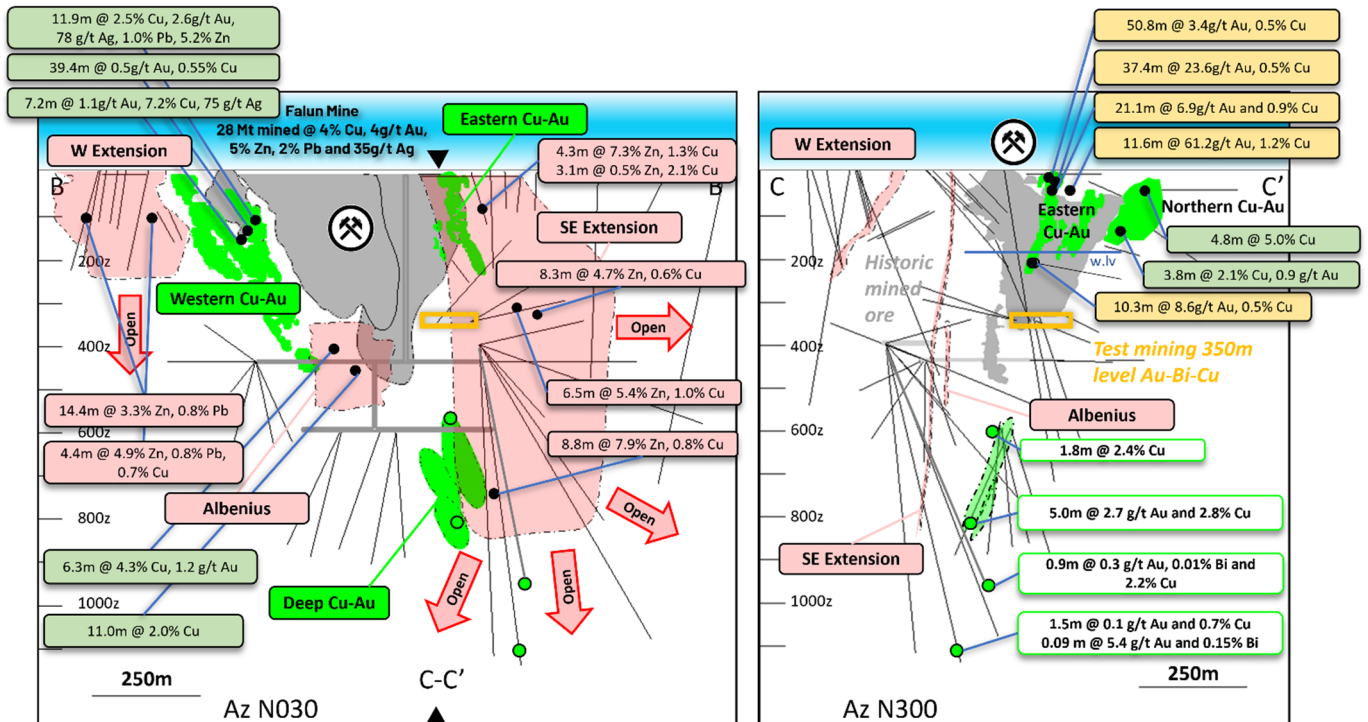 11.9m @ 2.5% Cu, 2.6g/t Au,
78 g/t Ag, 1.0% Pb, 5.2% Zn
39.4m @ 0.5g/t Au, 0.55% Cu
7.2m @ 1.1g/t Au, 7.2% Cu, 75 g/t Ag
Falun Mine
28 Mt mined @ 4% Cu, 4g/t Au,
5% Zn, 2% Pb and 35g/t Ag
Eastern Cu-Au
W Extension
4.3m @ 7.3% Zn, 1.3% Cu
3.1m @ 0.5% Zn, 2.1% Cu
B
B
SE Extension
200z
8.3m @ 4.7% Zn, 0.6% Cu
Western Cu-Au
Open
Open
400z
14.4m @ 3.3% Zn, 0.8% Pb
6.5m @ 5.4% Zn, 1.0% Cu
600z
4.4m @ 4.9% Zn, 0.8% Pb,
0.7% Cu
8.8m @ 7.9% Zn, 0.8% Cu
Albenius
800z
Open
6.3m @ 4.3% Cu, 1.2 g/t Au
Open
Open
Deep Cu-Au
1000z
11.0m @ 2.0% Cu
250m
C-C’
Az N030
50.8m @ 3.4g/t Au, 0.5% Cu
37.4m @ 23.6g/t Au, 0.5% Cu
21.1m @ 6.9g/t Au and 0.9% Cu
11.6m @ 61.2g/t Au, 1.2% Cu
W Extension
C
C’
Eastern
Cu-Au
Northern Cu-Au
4.8m @ 5.0% Cu
w.lv
200z
Historic
mined
ore
3.8m @ 2.1% Cu, 0.9 g/t Au
10.3m @ 8.6g/t Au, 0.5% Cu
400z
Test mining 350m
level Au-Bi-Cu
Albenius
600z
1.8m @ 2.4% Cu
5.0m @ 2.7 g/t Au and 2.8% Cu
800z
SE Extension
0.9m @ 0.3 g/t Au, 0.01% Bi and
2.2% Cu
1000z
1.5m @ 0.1 g/t Au and 0.7% Cu
0.09 m @ 5.4 g/t Au and 0.15% Bi
250m
Az N300